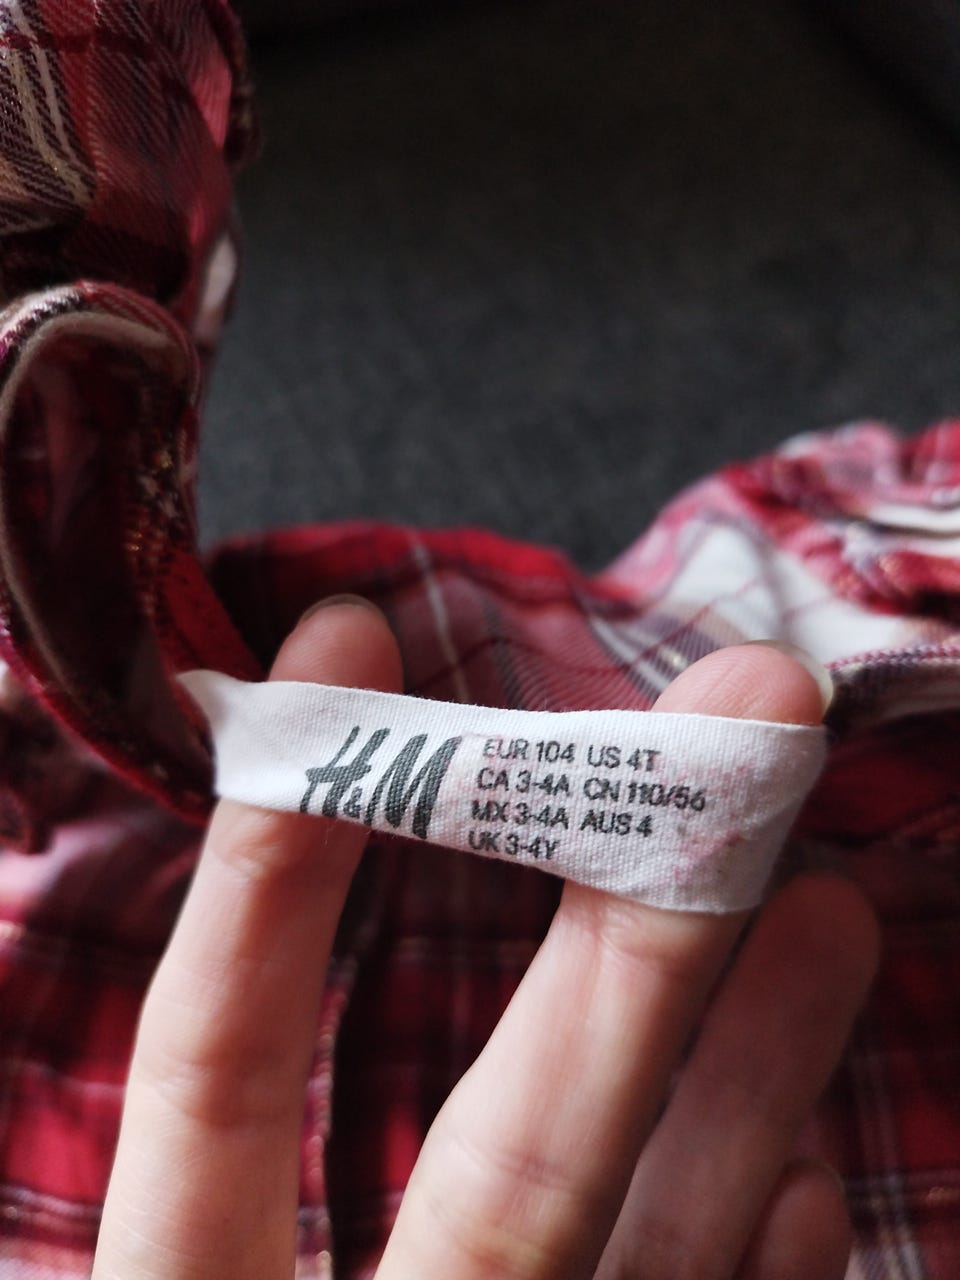 H&M
EUR 104 US 4T
CA 3-4A CN 110/56
MX 3-4A AUS 4
UK 3-4Y